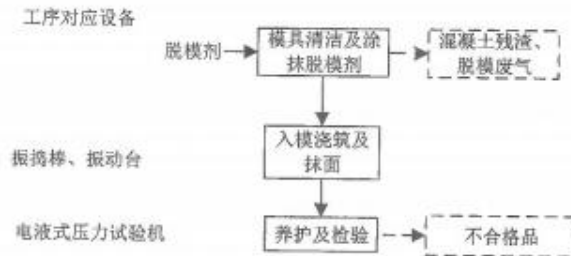 工序对应设备
脱模剂
模具清洁及涂
抹脱模剂
混凝土残渣、
脱模废气
振捣棒、振动台
入模浇筑及
抹面
电液式压力试验机
养护及检验
不合格品